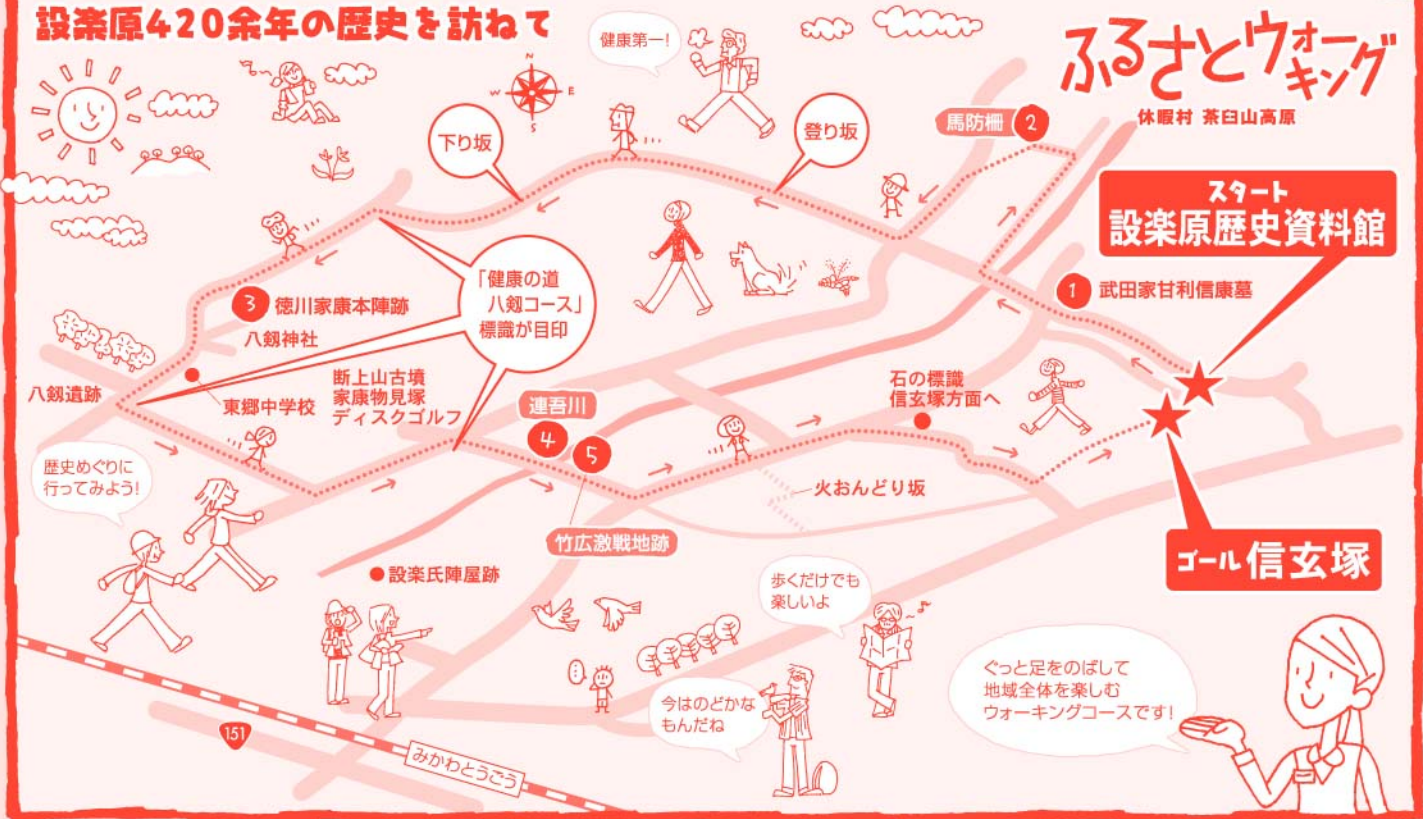 設楽原420余年の歴史を訪ねて
ふるさとウォーキング
休暇村 茶臼山高原
N
W
E
S
健康第一!
下り坂
登り坂
馬防柵 2
スタート
設楽原歴史資料館
1 武田家甘利信康墓
「健康の道
八剱コース」
標識が目印
3 徳川家康本陣跡
八剱神社
八剱遺跡
東郷中学校
断上山古墳
家康物見塚
ディスクゴルフ
連吾川
4
5
石の標識
信玄塚方面へ
歴史めぐりに
行ってみよう!
火おんどり坂
竹広激戦地跡
ゴール 信玄塚
設楽氏陣屋跡
歩くだけでも
楽しいよ
今はのどかな
もんだね
ぐっと足をのばして
地域全体を楽しむ
ウォーキングコースです!
151
みかわとうごう